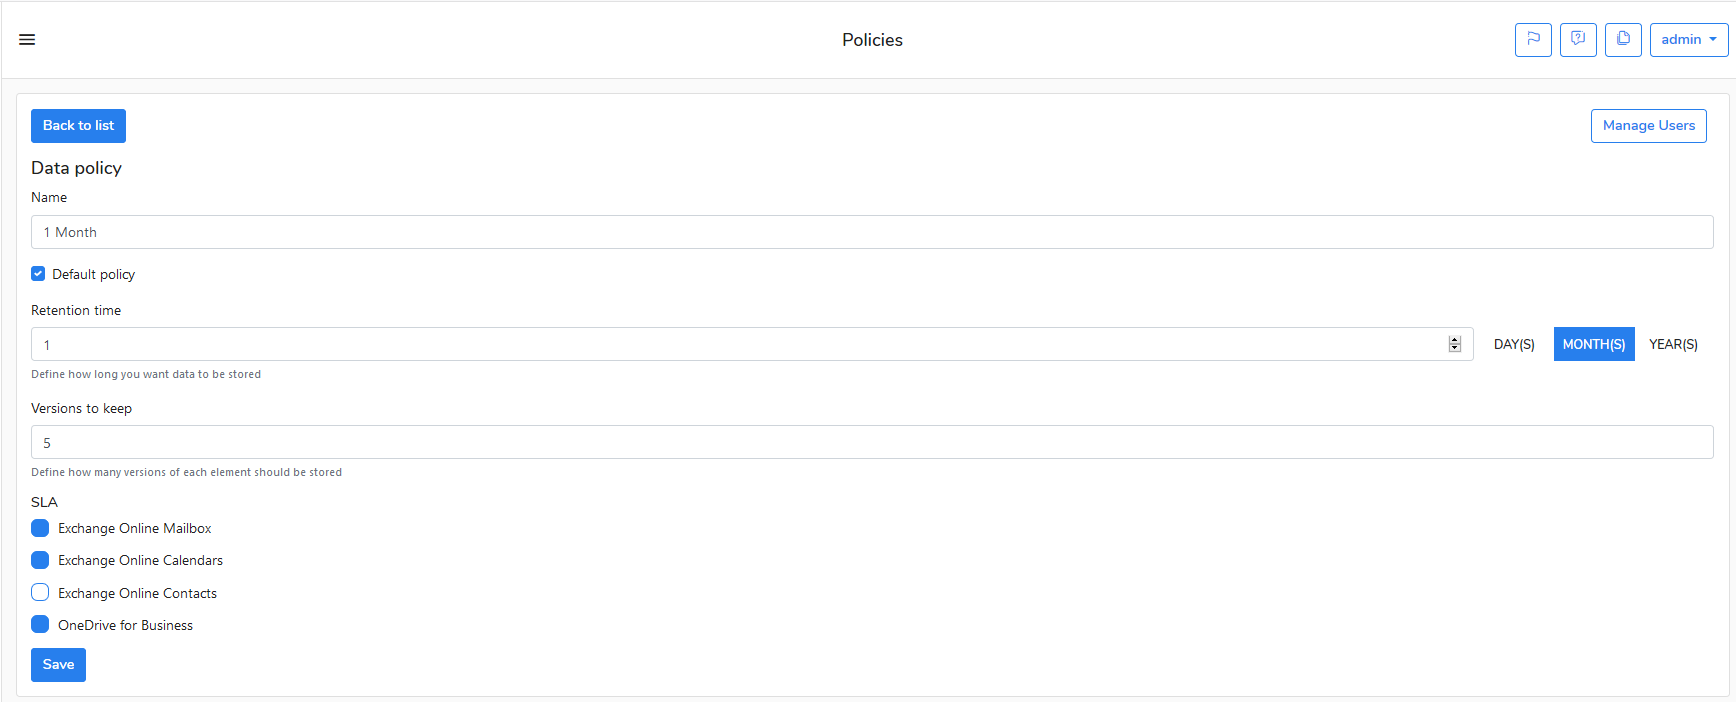 Policies
admin
Back to list
Manage Users
Data policy
Name
1 Month
Default policy
Retention time
1
DAY(S)
MONTH(S)
YEAR(S)
Define how long you want data to be stored
Versions to keep
5
Define how many versions of each element should be stored
SLA
Exchange Online Mailbox
Exchange Online Calendars
Exchange Online Contacts
OneDrive for Business
Save